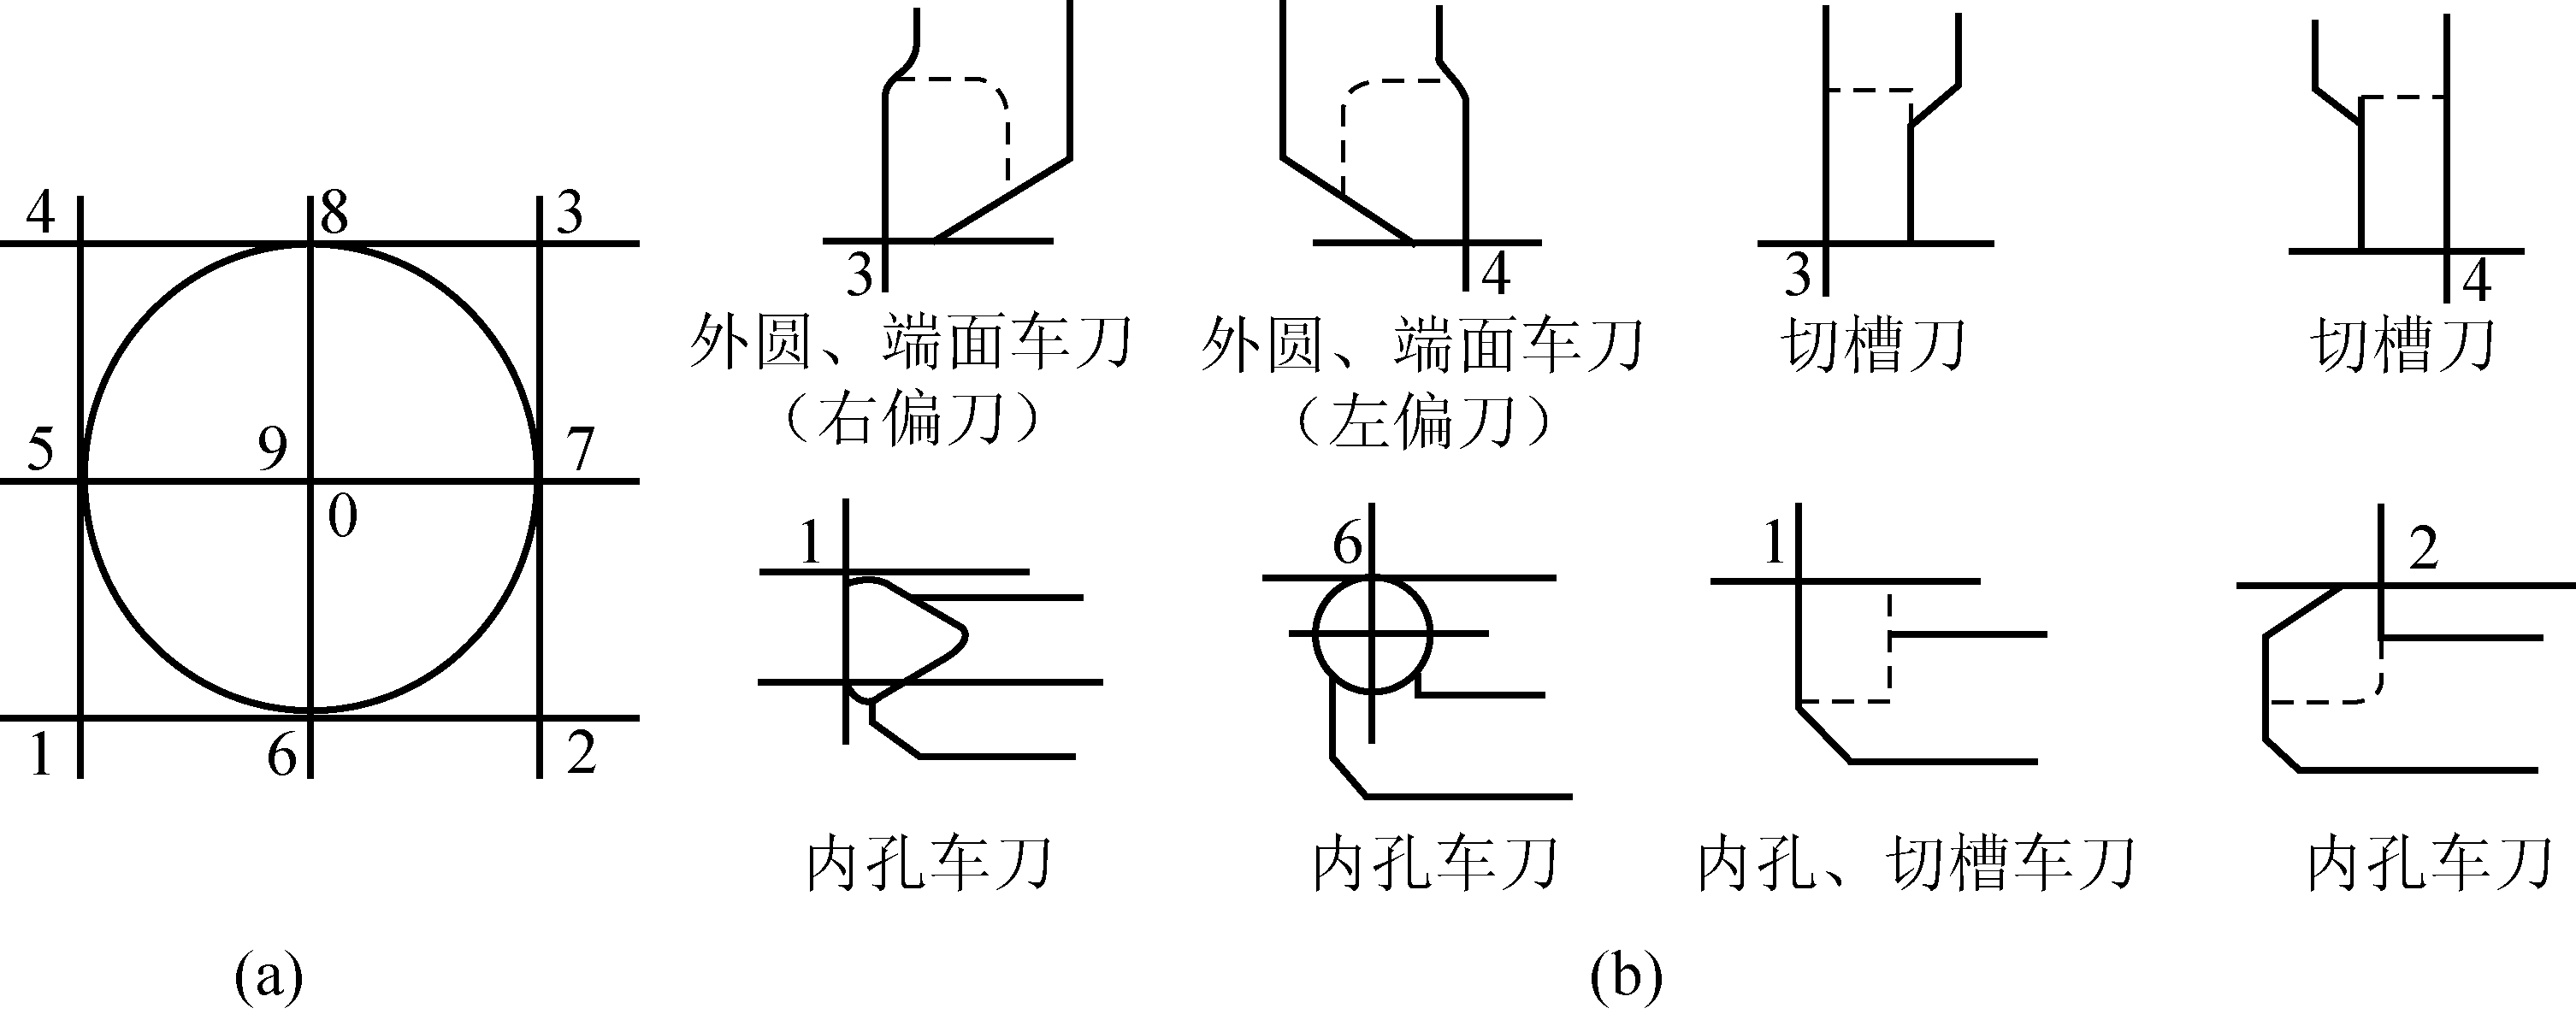 4 8 3
5 9 7
0
1 6 2
(a)
3
外圆、端面车刀
（右偏刀）
4
外圆、端面车刀
（左偏刀）
3
切槽刀
4
切槽刀
1
内孔车刀
6
内孔车刀
1
内孔、切槽车刀
2
内孔车刀
(b)